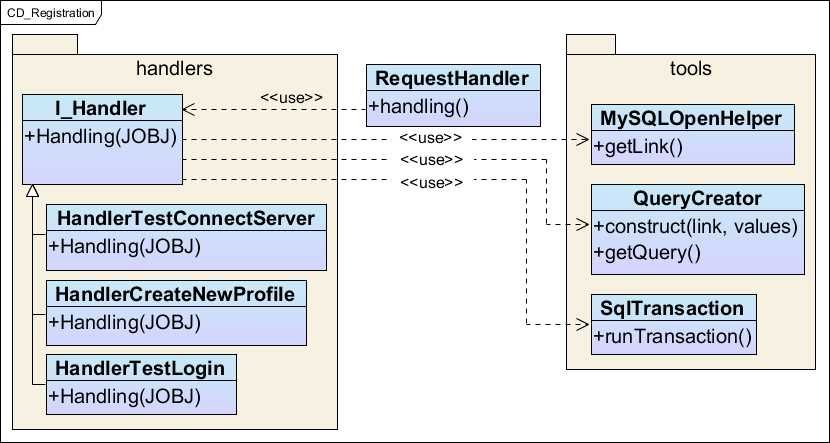 CD_Registration
handlers
I_Handler
+Handling(JOBJ)
HandlerTestConnectServer
+Handling(JOBJ)
HandlerCreateNewProfile
+Handling(JOBJ)
HandlerTestLogin
+Handling(JOBJ)
<<use>>
RequestHandler
+handling()
<<use>>
<<use>>
<<use>>
tools
MySQLOpenHelper
+getLink()
QueryCreator
+construct(link, values)
+getQuery()
SqlTransaction
+runTransaction()